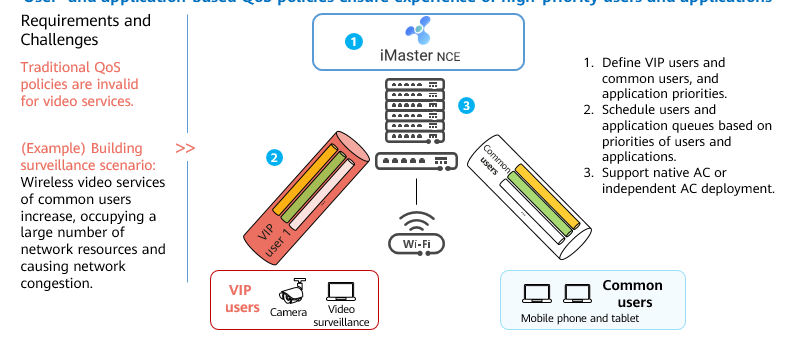 User- and application-based QoS policies ensure experience of high-priority users and applications
Requirements and
Challenges
Traditional QoS
policies are invalid
for video services.
(Example) Building
surveillance scenario:
Wireless video services
of common users
increase, occupying a
large number of
network resources and
causing network
congestion.
>>
1
iMaster NCE
3
2
VIP
user 1
...
Common
users
...
Wi-Fi
VIP
users
Camera
Video
surveillance
Common
users
Mobile phone and tablet
1. Define VIP users and
common users, and
application priorities.
2. Schedule users and
application queues based on
priorities of users and
applications.
3. Support native AC or
independent AC deployment.